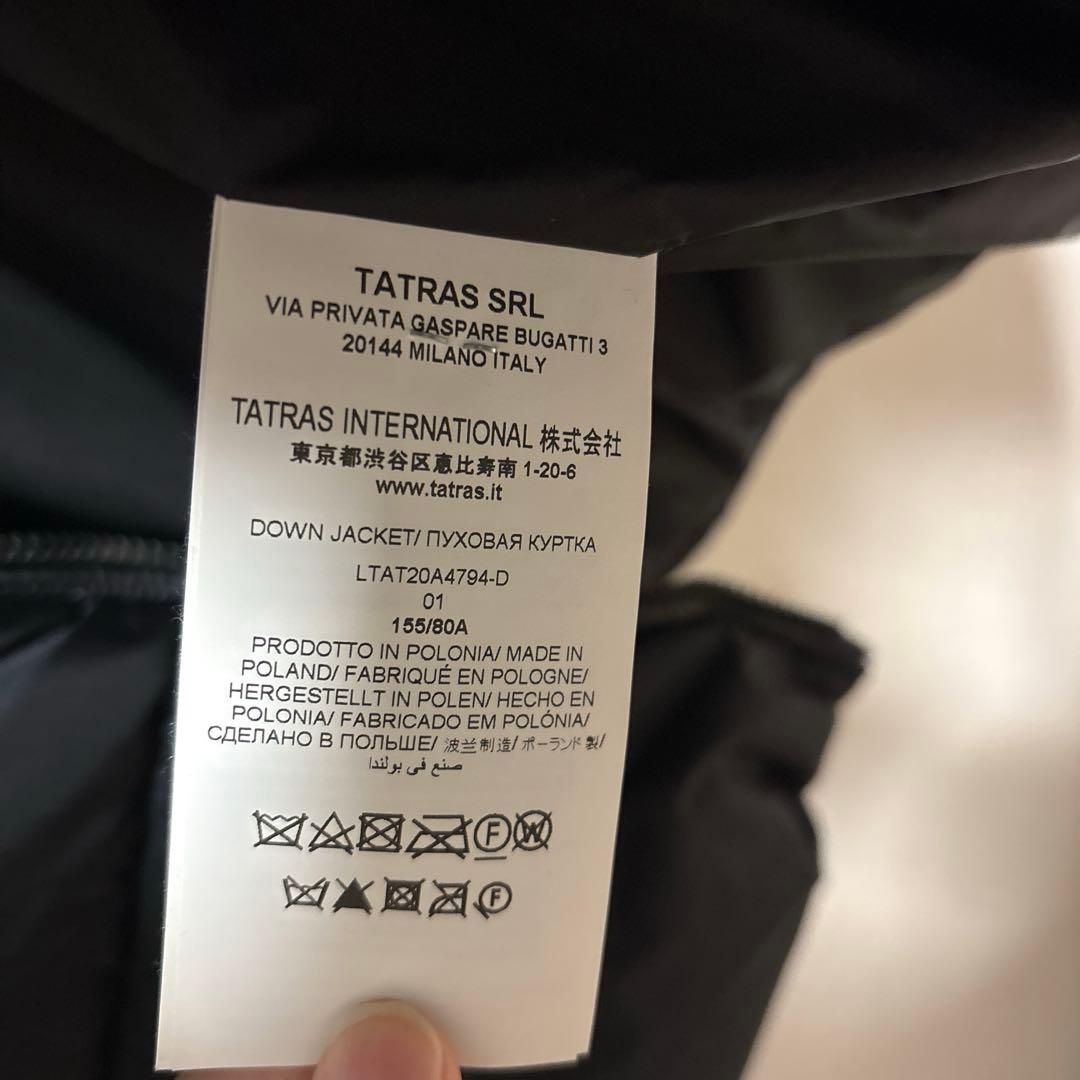 TATRAS SRL
VIA PRIVATA GASPARE BUGATTI 3
20144 MILANO ITALY
TATRAS INTERNATIONAL 株式会社
東京都渋谷区恵比寿南 1-20-6
www.tatras.it
DOWN JACKET/ ПУХОВАЯ КУРТКА
LTAT20A4794-D
01
155/80A
PRODOTTO IN POLONIA/ MADE IN
POLAND/ FABRIQUÉ EN POLOGNE/
HERGESTELLT IN POLEN/ HECHO EN
POLONIA/ FABRICADO EM POLÓNIA/
СДЕЛАНО В ПОЛЬШЕ/ 波兰制造/ ポーランド製/
صنع في بولندا
F W
F